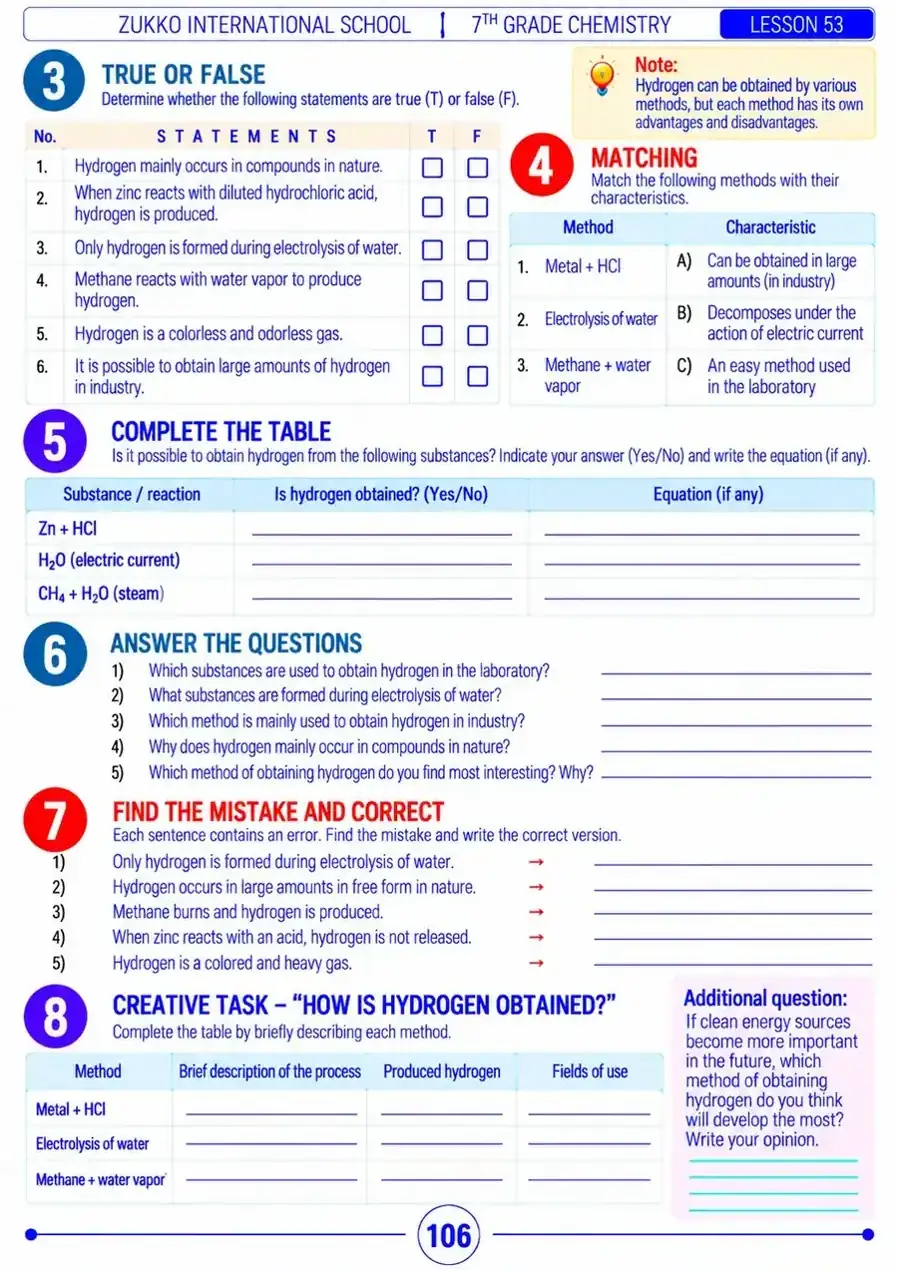 ZUKKO INTERNATIONAL SCHOOL | 7TH GRADE CHEMISTRY LESSON 53
3 TRUE OR FALSE
Determine whether the following statements are true (T) or false (F).
No. STATEMENTS T F
1. Hydrogen mainly occurs in compounds in nature.
2. When zinc reacts with diluted hydrochloric acid,
hydrogen is produced.
3. Only hydrogen is formed during electrolysis of water.
4. Methane reacts with water vapor to produce
hydrogen.
5. Hydrogen is a colorless and odorless gas.
6. It is possible to obtain large amounts of hydrogen
in industry.
Note:
Hydrogen can be obtained by various
methods, but each method has its own
advantages and disadvantages.
4 MATCHING
Match the following methods with their
characteristics.
Method Characteristic
1. Metal + HCl A) Can be obtained in large
amounts (in industry)
2. Electrolysis of water B) Decomposes under the
action of electric current
3. Methane + water C) An easy method used
vapor in the laboratory
5 COMPLETE THE TABLE
Is it possible to obtain hydrogen from the following substances? Indicate your answer (Yes/No) and write the equation (if any).
Substance / reaction Is hydrogen obtained? (Yes/No) Equation (if any)
Zn + HCl
H₂O (electric current)
CH₄ + H₂O (steam)
6 ANSWER THE QUESTIONS
1) Which substances are used to obtain hydrogen in the laboratory?
2) What substances are formed during electrolysis of water?
3) Which method is mainly used to obtain hydrogen in industry?
4) Why does hydrogen mainly occur in compounds in nature?
5) Which method of obtaining hydrogen do you find most interesting? Why?
7 FIND THE MISTAKE AND CORRECT
Each sentence contains an error. Find the mistake and write the correct version.
1) Only hydrogen is formed during electrolysis of water. →
2) Hydrogen occurs in large amounts in free form in nature. →
3) Methane burns and hydrogen is produced. →
4) When zinc reacts with an acid, hydrogen is not released. →
5) Hydrogen is a colored and heavy gas. →
8 CREATIVE TASK – “HOW IS HYDROGEN OBTAINED?”
Complete the table by briefly describing each method.
Method Brief description of the process Produced hydrogen Fields of use
Metal + HCl
Electrolysis of water
Methane + water vapor
Additional question:
If clean energy sources
become more important
in the future, which
method of obtaining
hydrogen do you think
will develop the most?
Write your opinion.
106